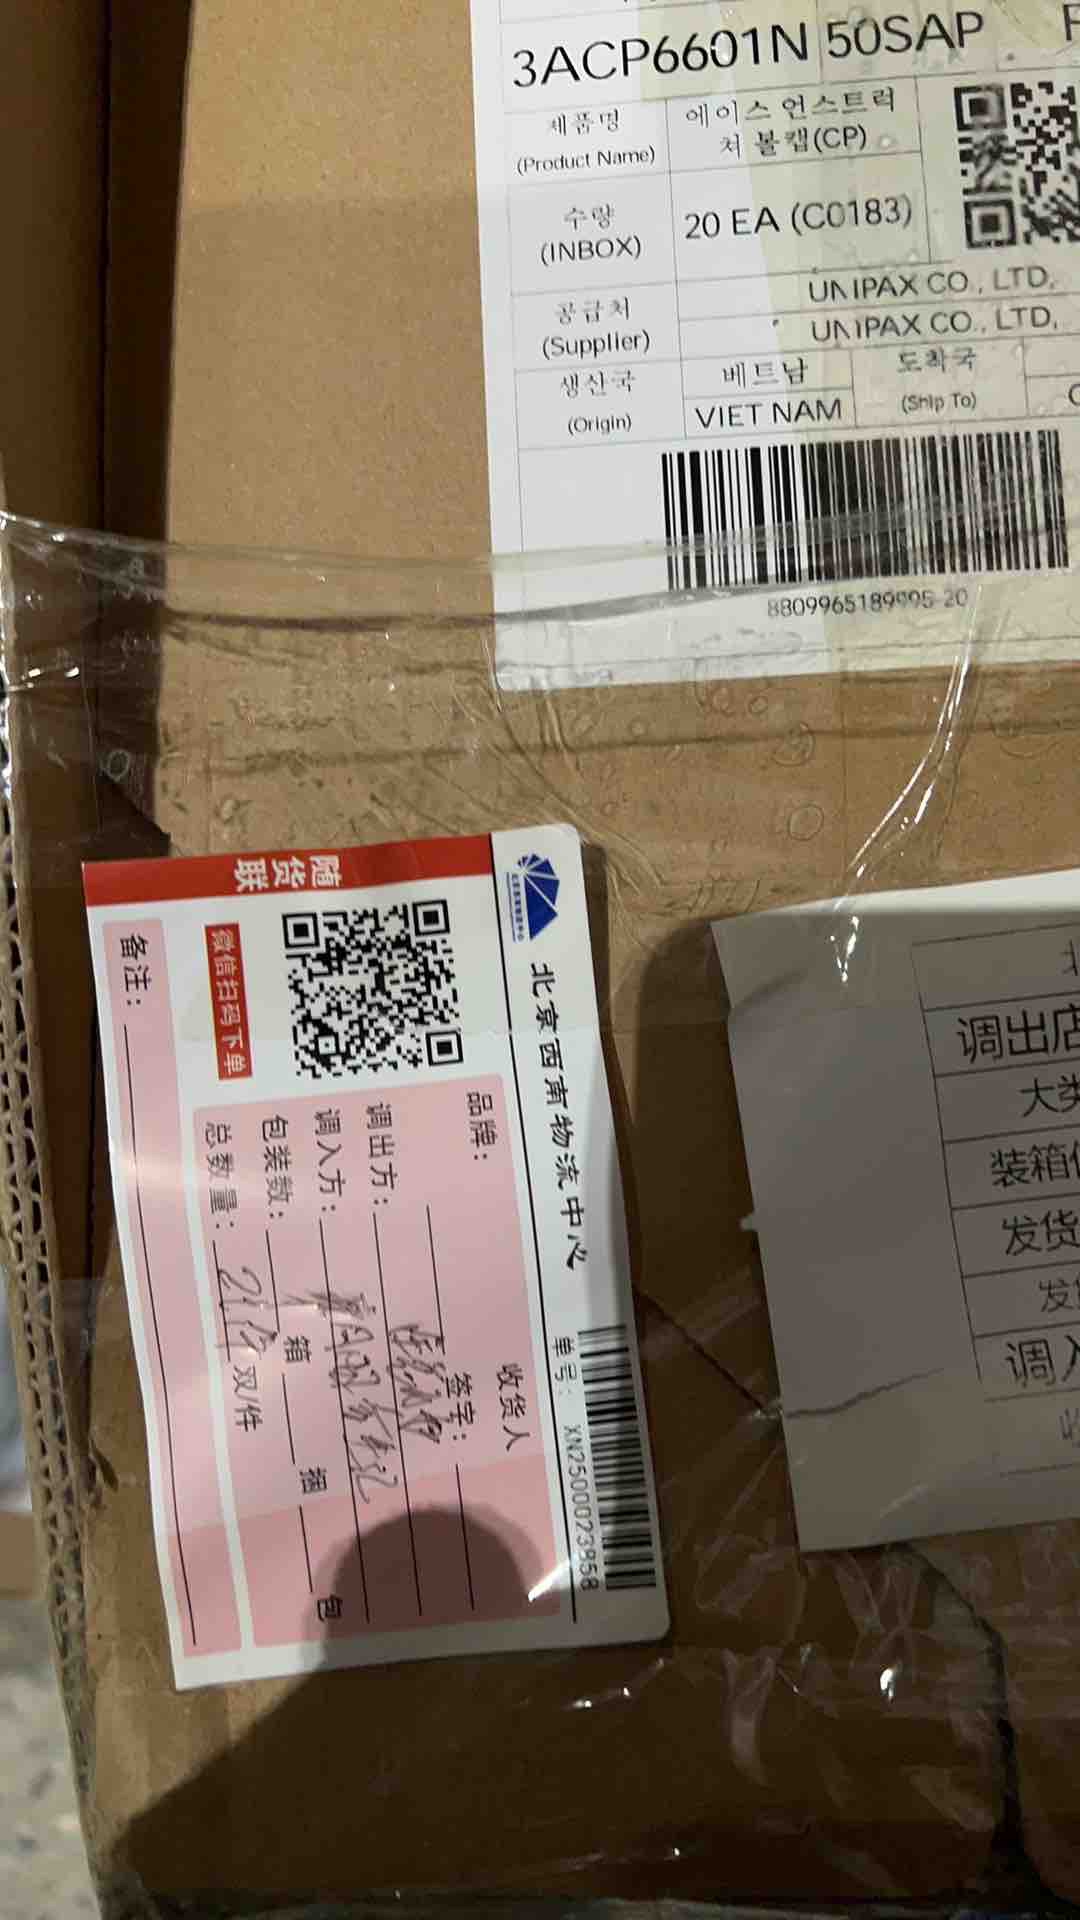 3ACP6601N 50SAP
제품명
(Product Name)
에이스 언스트럭
쳐 볼캡(CP)
수량
(INBOX)
20 EA (C0183)
공급처
(Supplier)
UNIPAX CO., LTD,
UNIPAX CO., LTD,
생산국
(Origin)
베트남
VIET NAM
도착국
(Ship To)
8809965189995-20
北京西南物流中心
单号: XN2500023858
随货联
微信扫码下单
品牌:
收货人
签字:
调出方:
调入方:
包装数: 箱 捆 包
总数量: 双/件
备注:
调出店
大类
装箱
发货
调入